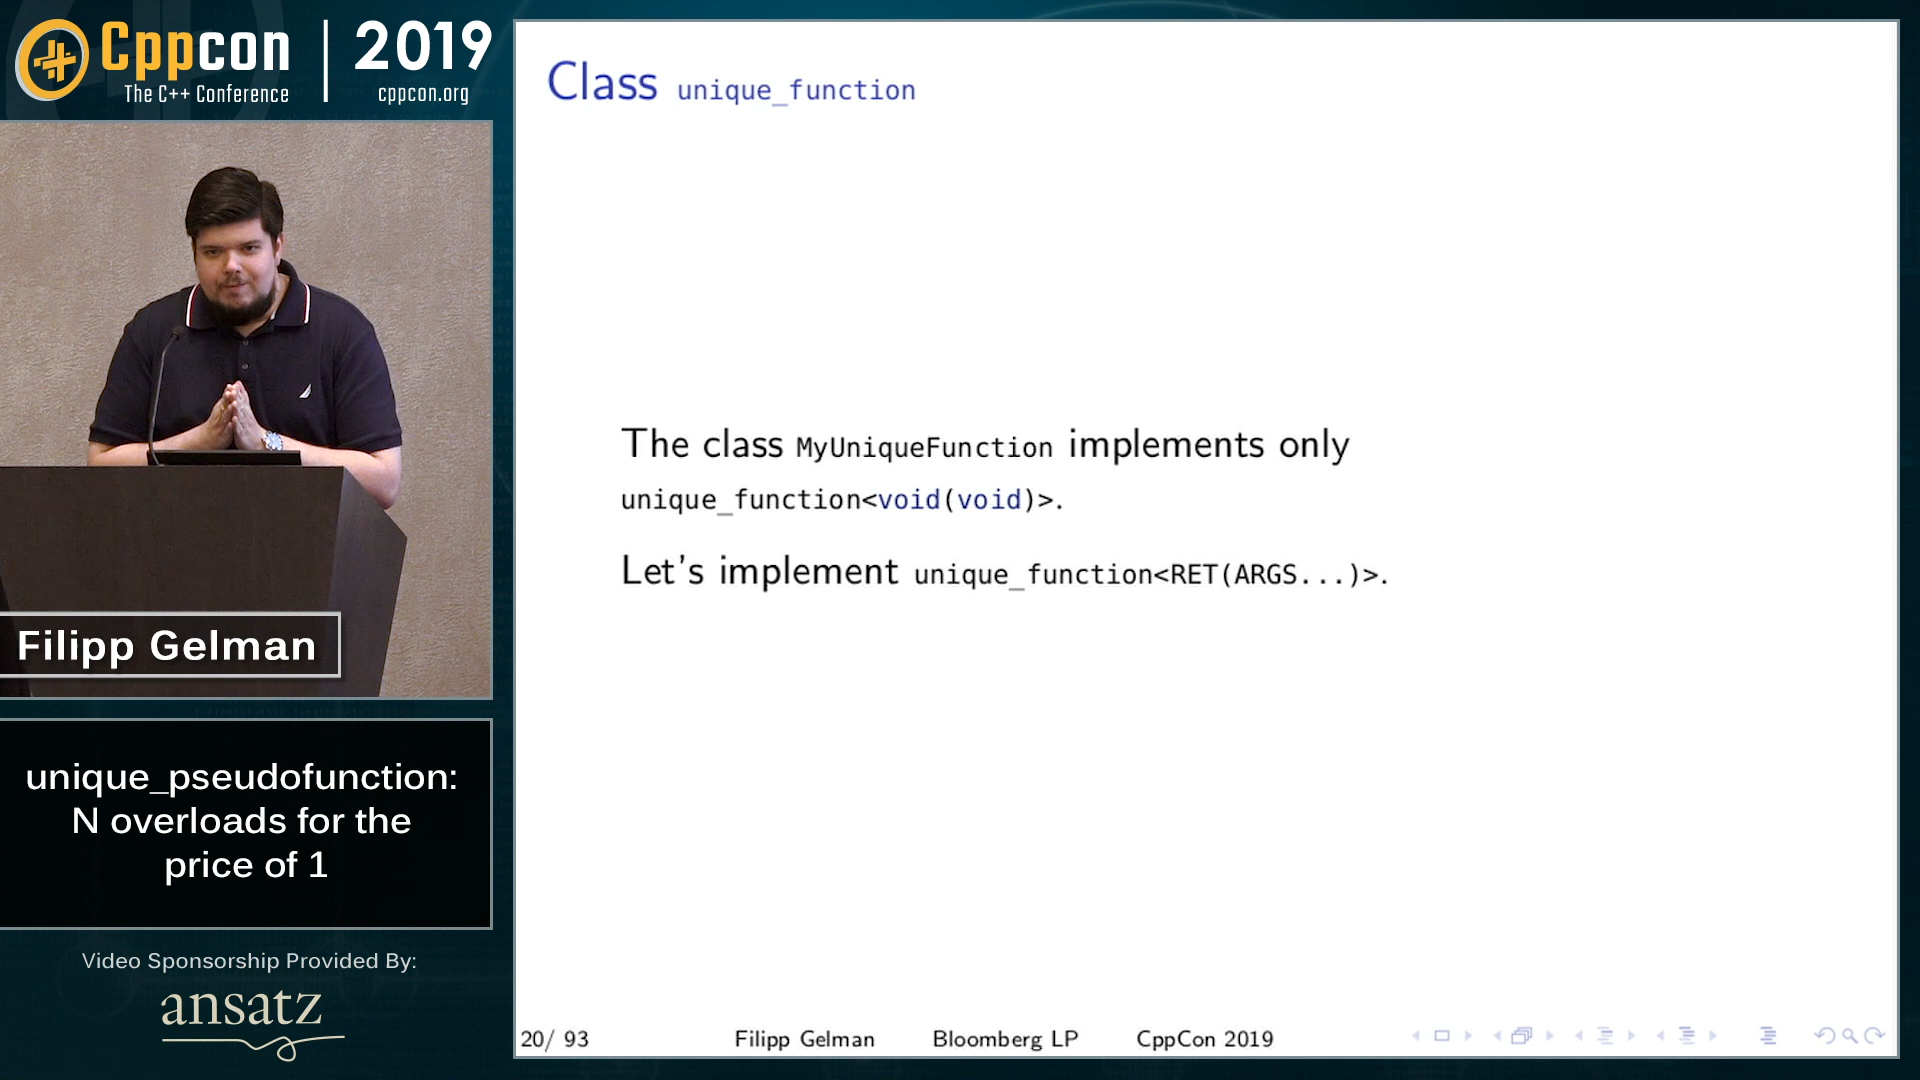 Cppcon | 2019
The C++ Conference
cppcon.org
Filipp Gelman
unique_pseudofunction:
N overloads for the
price of 1
Video Sponsorship Provided By:
ansatz
Class unique_function
The class MyUniqueFunction implements only
unique_function<void(void)>.
Let's implement unique_function<RET(ARGS...)>.
20/ 93 Filipp Gelman Bloomberg LP CppCon 2019